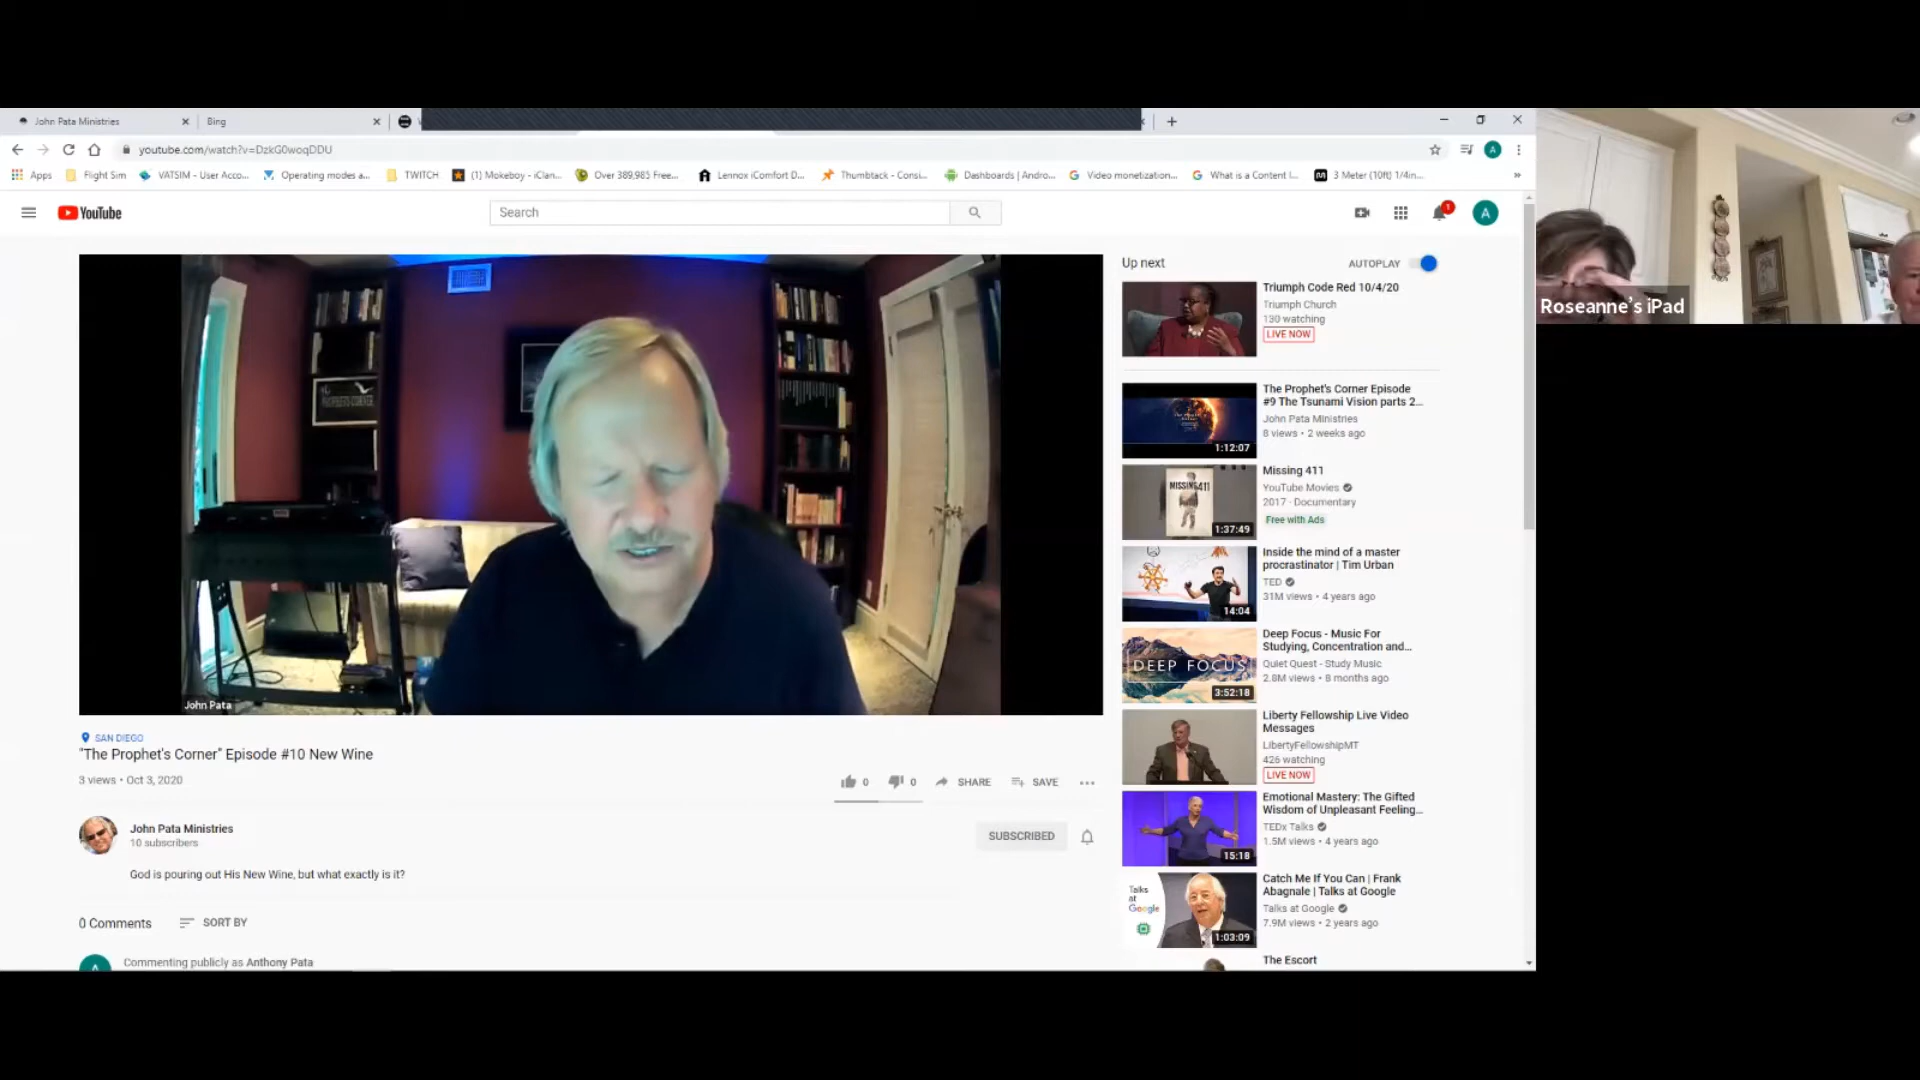 John Pata Ministries
Bing
youtube.com/watch?v=DzkG0woqDDU
Apps
Flight Sim
VATSIM - User Acco...
Operating modes a...
TWITCH
(1) Mokeboy - iClan...
Over 389,985 Free...
Lennox iComfort D...
Thumbtack - Consi...
Dashboards | Andro...
Video monetization...
What is a Content I...
3 Meter (10ft) 1/4in...
YouTube
Search
1
A
PROPHET'S CORNER
John Pata
SAN DIEGO
"The Prophet's Corner" Episode #10 New Wine
3 views • Oct 3, 2020
0
0
SHARE
SAVE
John Pata Ministries
10 subscribers
SUBSCRIBED
God is pouring out His New Wine, but what exactly is it?
0 Comments
SORT BY
A
Commenting publicly as Anthony Pata
Up next
AUTOPLAY
Triumph Code Red 10/4/20
Triumph Church
130 watching
LIVE NOW
1:12:07
The Prophet's Corner Episode
#9 The Tsunami Vision parts 2...
John Pata Ministries
8 views • 2 weeks ago
MISSING 411
1:37:49
Missing 411
YouTube Movies
2017 · Documentary
Free with Ads
14:04
Inside the mind of a master
procrastinator | Tim Urban
TED
31M views • 4 years ago
DEEP FOCUS
3:52:18
Deep Focus - Music For
Studying, Concentration and...
Quiet Quest - Study Music
2.8M views • 8 months ago
Liberty Fellowship Live Video
Messages
LibertyFellowshipMT
426 watching
LIVE NOW
15:18
Emotional Mastery: The Gifted
Wisdom of Unpleasant Feeling...
TEDx Talks
1.5M views • 4 years ago
Talks
at
Google
1:03:09
Catch Me If You Can | Frank
Abagnale | Talks at Google
Talks at Google
7.9M views • 2 years ago
The Escort
Roseanne's iPad